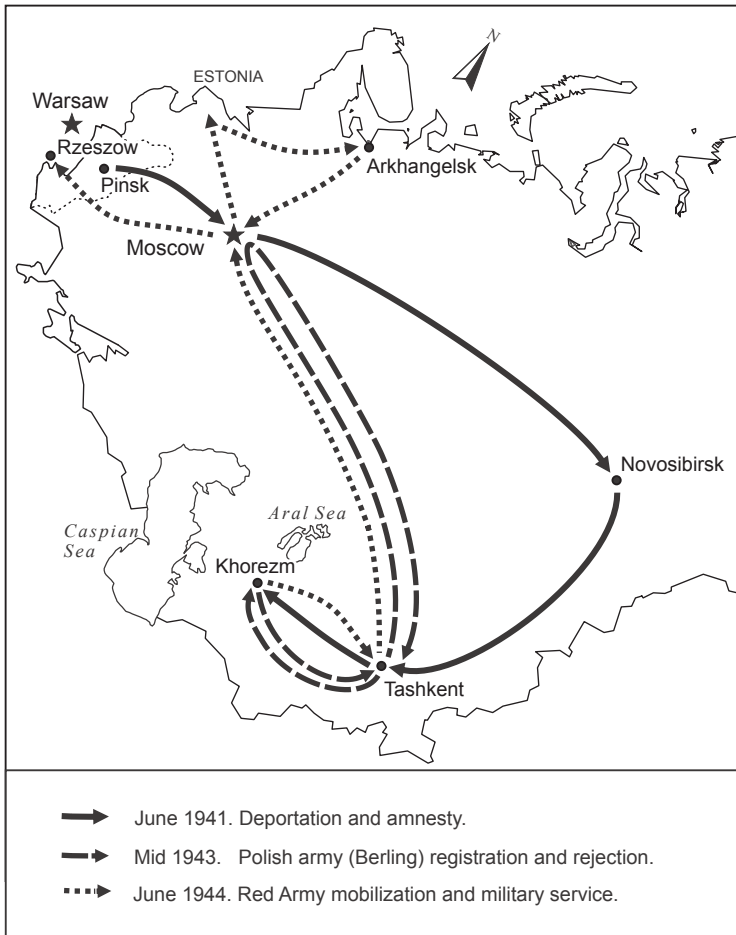 N
ESTONIA
Warsaw
Rzeszow
Pinsk
Arkhangelsk
Moscow
Novosibirsk
Aral Sea
Caspian
Sea
Khorezm
Tashkent
June 1941. Deportation and amnesty.
Mid 1943. Polish army (Berling) registration and rejection.
June 1944. Red Army mobilization and military service.